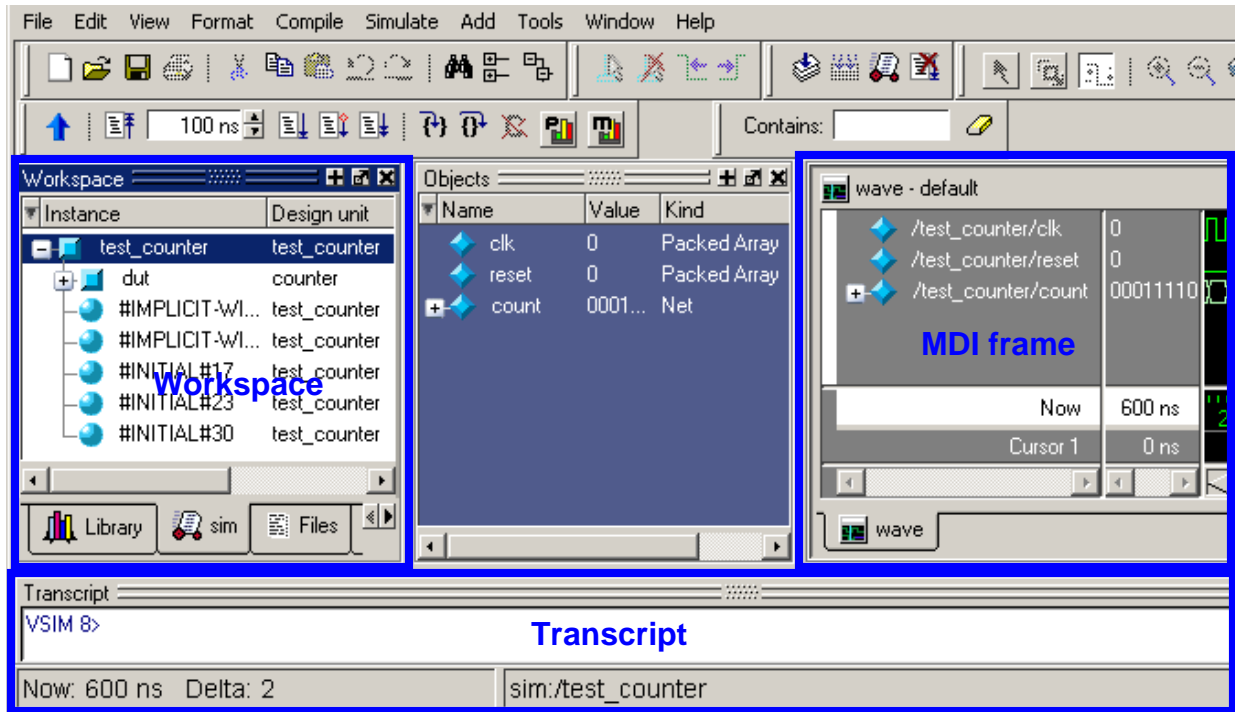 File Edit View Format Compile Simulate Add Tools Window Help
100 ns
Contains:
Workspace
Instance Design unit
test_counter test_counter
dut counter
#IMPLICIT-WI... test_counter
#IMPLICIT-WI... test_counter
#INITIAL#17 test_counter
#INITIAL#23 test_counter
#INITIAL#30 test_counter
Workspace
Library sim Files
Objects
Name Value Kind
clk 0 Packed Array
reset 0 Packed Array
count 0001... Net
wave - default
/test_counter/clk 0
/test_counter/reset 0
/test_counter/count 00011110
MDI frame
Now 600 ns 2
Cursor 1 0 ns
wave
Transcript
VSIM 8>
Transcript
Now: 600 ns Delta: 2 sim:/test_counter